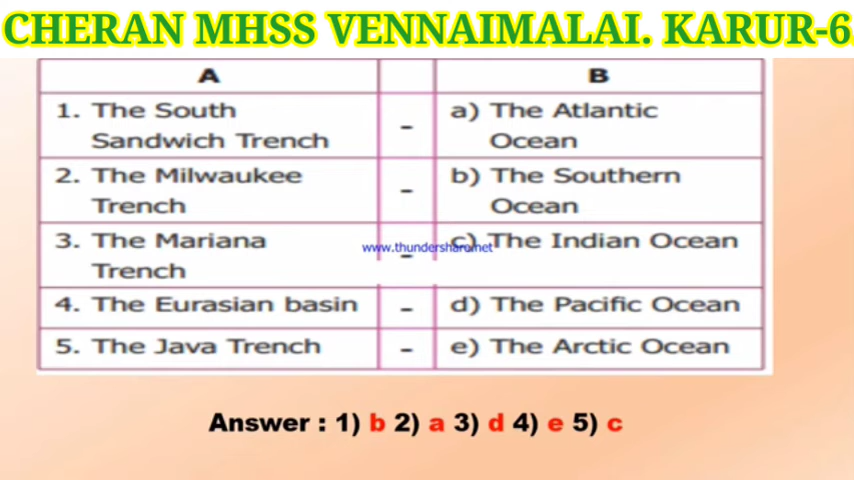 CHERAN MHSS VENNAIMALAI. KARUR-6
A
B
1. The South
Sandwich Trench
-
a) The Atlantic
Ocean
2. The Milwaukee
Trench
-
b) The Southern
Ocean
3. The Mariana
Trench
-
www.thundershare.net
c) The Indian Ocean
4. The Eurasian basin
-
d) The Pacific Ocean
5. The Java Trench
-
e) The Arctic Ocean
Answer : 1) b 2) a 3) d 4) e 5) c